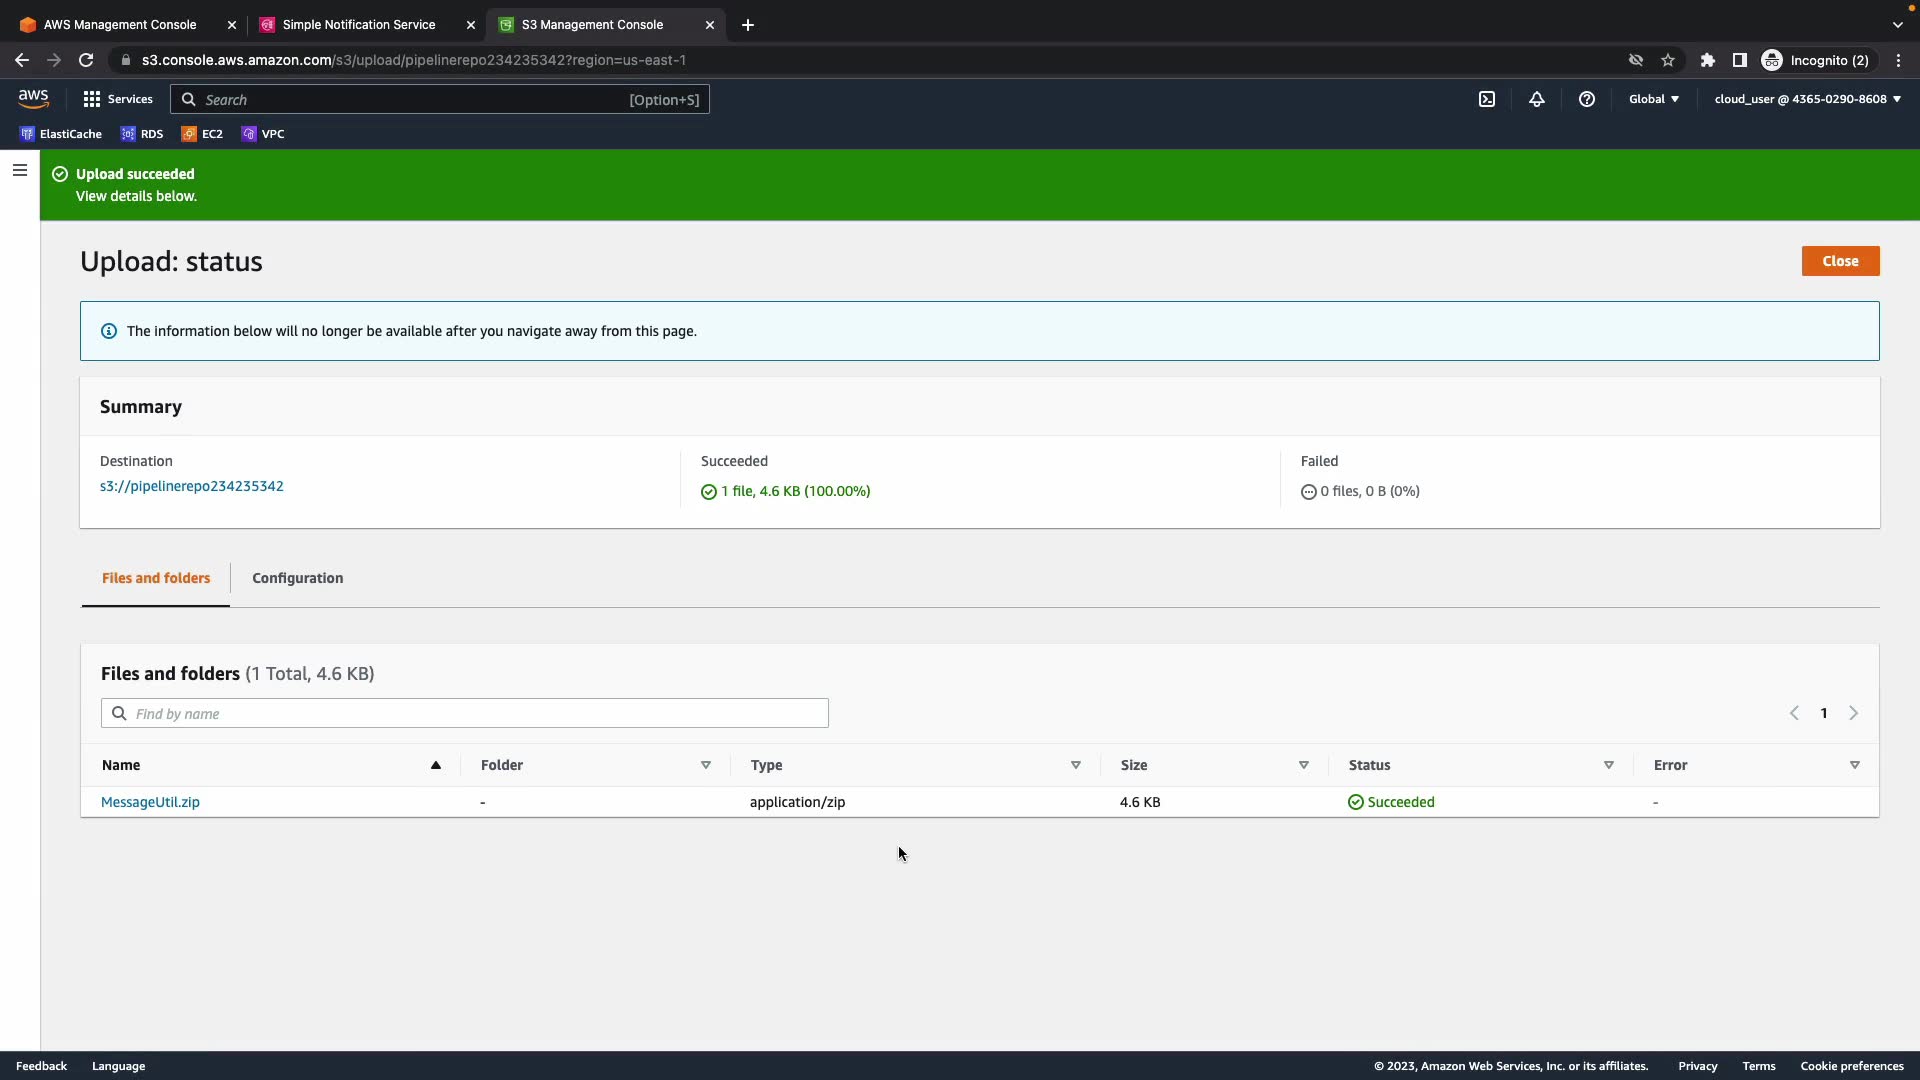 AWS Management Console
Simple Notification Service
S3 Management Console
s3.console.aws.amazon.com/s3/upload/pipelinerepo234235342?region=us-east-1
Incognito (2)
aws
Services
Search
[Option+S]
Global
cloud_user @ 4365-0290-8608
ElastiCache
RDS
EC2
VPC
Upload succeeded
View details below.
Upload: status
Close
The information below will no longer be available after you navigate away from this page.
Summary
Destination
s3://pipelinerepo234235342
Succeeded
1 file, 4.6 KB (100.00%)
Failed
0 files, 0 B (0%)
Files and folders
Configuration
Files and folders (1 Total, 4.6 KB)
Find by name
1
Name
Folder
Type
Size
Status
Error
MessageUtil.zip
-
application/zip
4.6 KB
Succeeded
-
Feedback
Language
© 2023, Amazon Web Services, Inc. or its affiliates.
Privacy
Terms
Cookie preferences